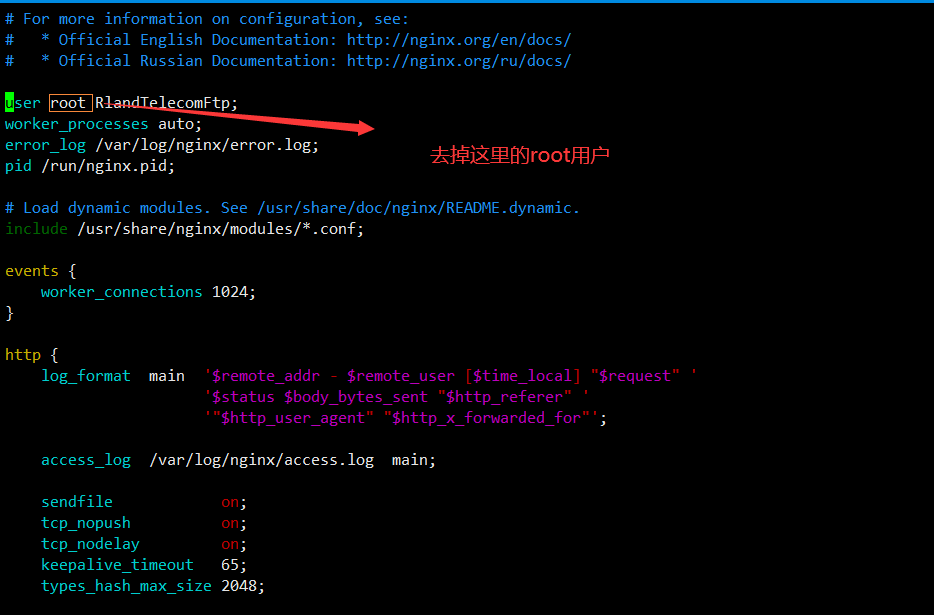 # For more information on configuration, see:
#   * Official English Documentation: http://nginx.org/en/docs/
#   * Official Russian Documentation: http://nginx.org/ru/docs/
user root RlandTelecomFtp;
worker_processes auto;
error_log /var/log/nginx/error.log;
去掉这里的root用户
pid /run/nginx.pid;
# Load dynamic modules. See /usr/share/doc/nginx/README.dynamic.
include /usr/share/nginx/modules/*.conf;
events {
    worker_connections 1024;
}
http {
    log_format  main  '$remote_addr - $remote_user [$time_local] "$request" '
                      '$status $body_bytes_sent "$http_referer" '
                      '"$http_user_agent" "$http_x_forwarded_for"';
    access_log  /var/log/nginx/access.log  main;
    sendfile            on;
    tcp_nopush          on;
    tcp_nodelay         on;
    keepalive_timeout   65;
    types_hash_max_size 2048;